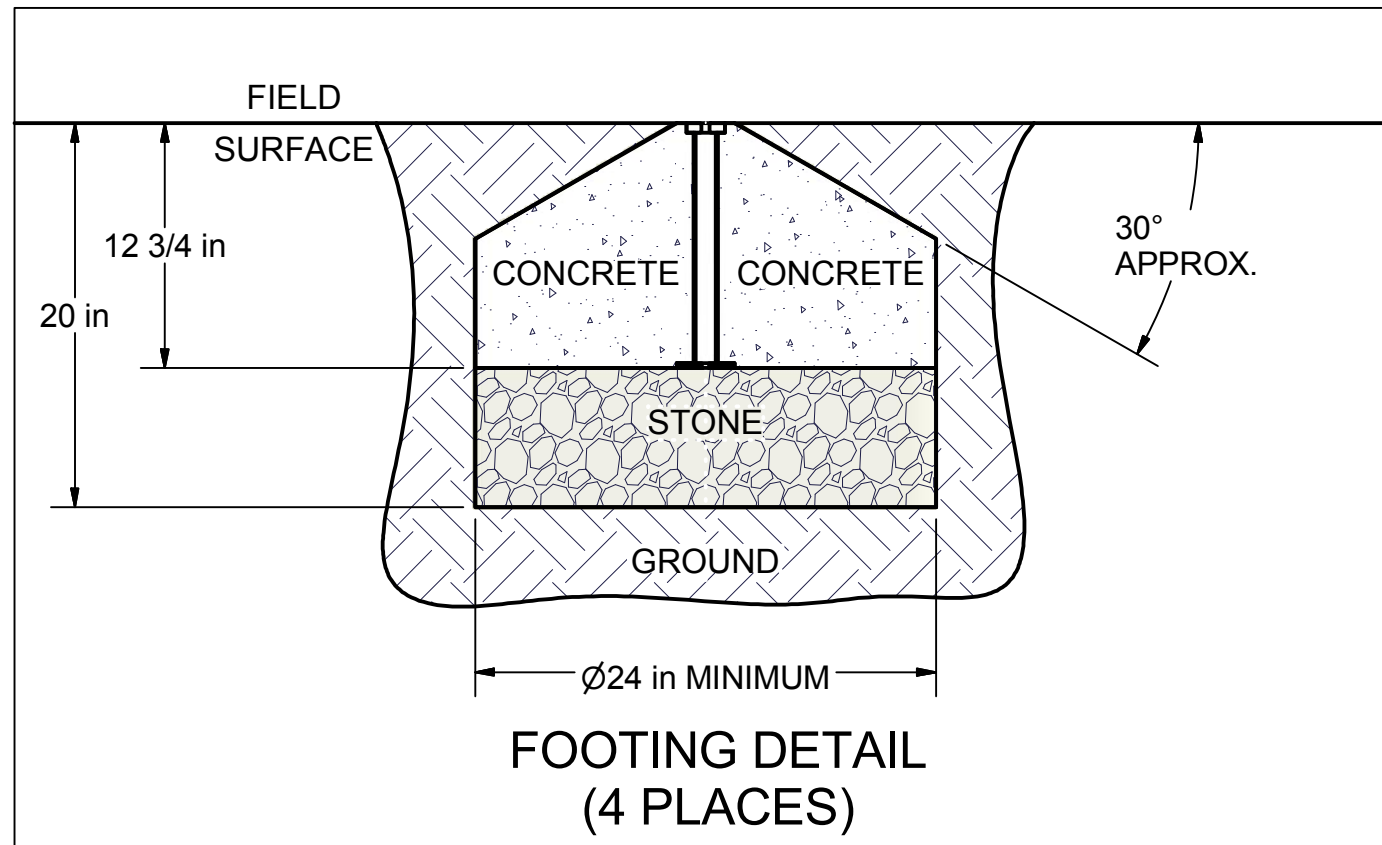 FIELD
SURFACE
12 3/4 in
20 in
30°
APPROX.
CONCRETE
CONCRETE
STONE
GROUND
Ø24 in MINIMUM
FOOTING DETAIL
(4 PLACES)